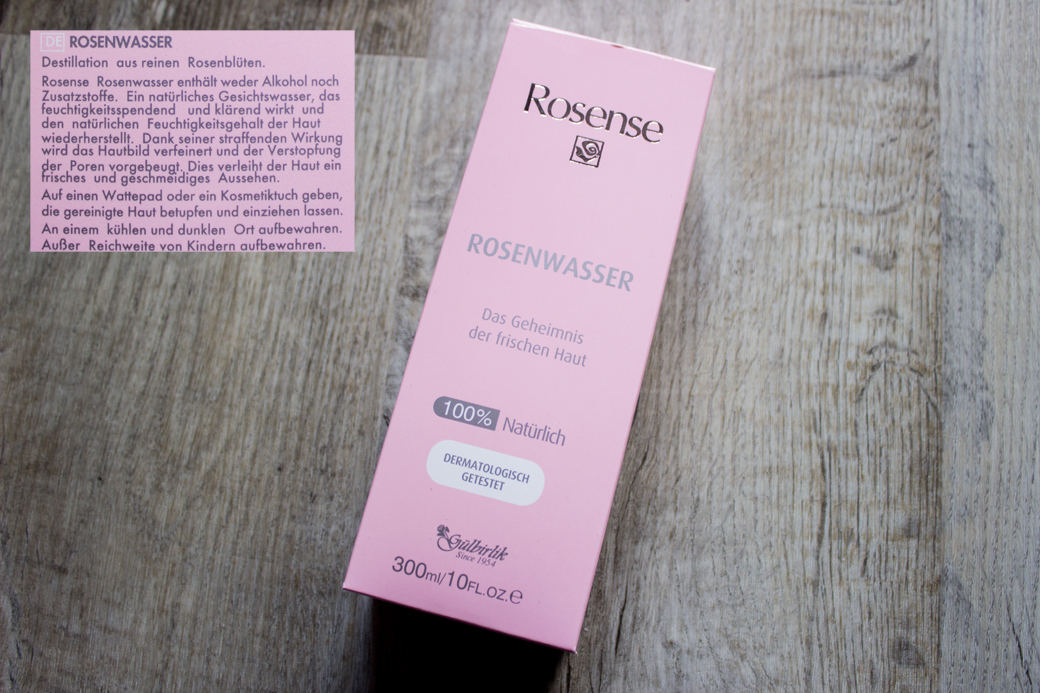 DE ROSENWASSER
Destillation aus reinen Rosenblüten.
Rosense Rosenwasser enthält weder Alkohol noch
Zusatzstoffe. Ein natürliches Gesichtswasser, das
feuchtigkeitsspendend und klärend wirkt und
den natürlichen Feuchtigkeitsgehalt der Haut
wiederherstellt. Dank seiner straffenden Wirkung
wird das Hautbild verfeinert und der Verstopfung
der Poren vorgebeugt. Dies verleiht der Haut ein
frisches und geschmeidiges Aussehen.
Auf einen Wattepad oder ein Kosmetiktuch geben,
die gereinigte Haut betupfen und einziehen lassen.
An einem kühlen und dunklen Ort aufbewahren.
Außer Reichweite von Kindern aufbewahren.
Rosense
ROSENWASSER
Das Geheimnis
der frischen Haut
100% Natürlich
DERMATOLOGISCH
GETESTET
Gülbirlik
Since 1954
300ml/10FL.OZ.℮